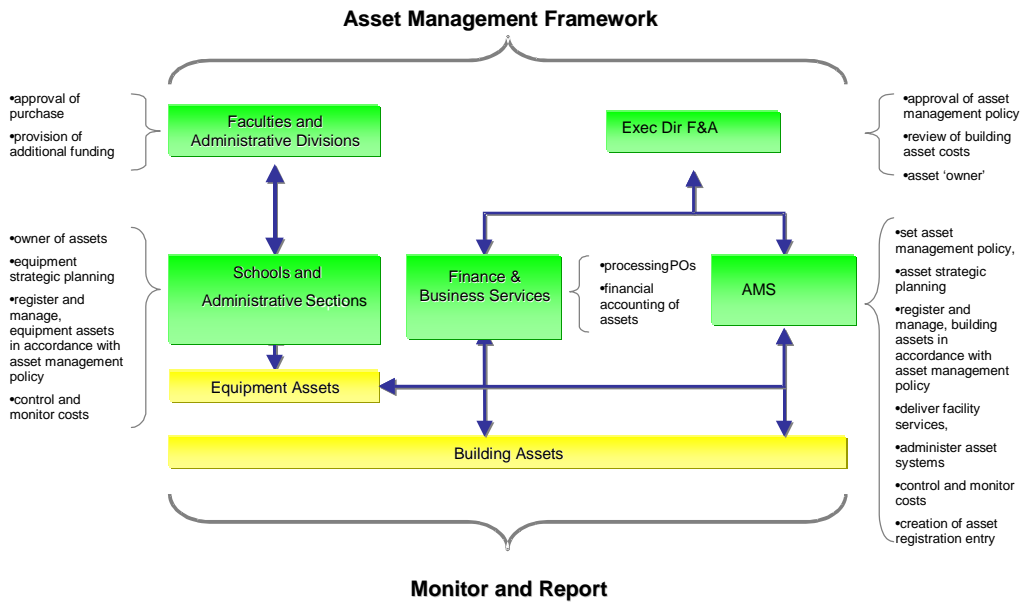 Asset Management Framework
•approval of
purchase
•provision of
additional funding
Faculties and
Administrative Divisions
Exec Dir F&A
•approval of asset
management policy
•review of building
asset costs
•asset ‘owner’
•owner of assets
•equipment
strategic planning
•register and
manage,
equipment assets
in accordance with
asset management
policy
•control and
monitor costs
Schools and
Administrative Sections
Finance &
Business Services
•processingPOs
•financial
accounting of
assets
AMS
•set asset
management policy,
•asset strategic
planning
•register and
manage, building
assets in
accordance with
asset management
policy
•deliver facility
services,
•administer asset
systems
•control and monitor
costs
•creation of asset
registration entry
Equipment Assets
Building Assets
Monitor and Report